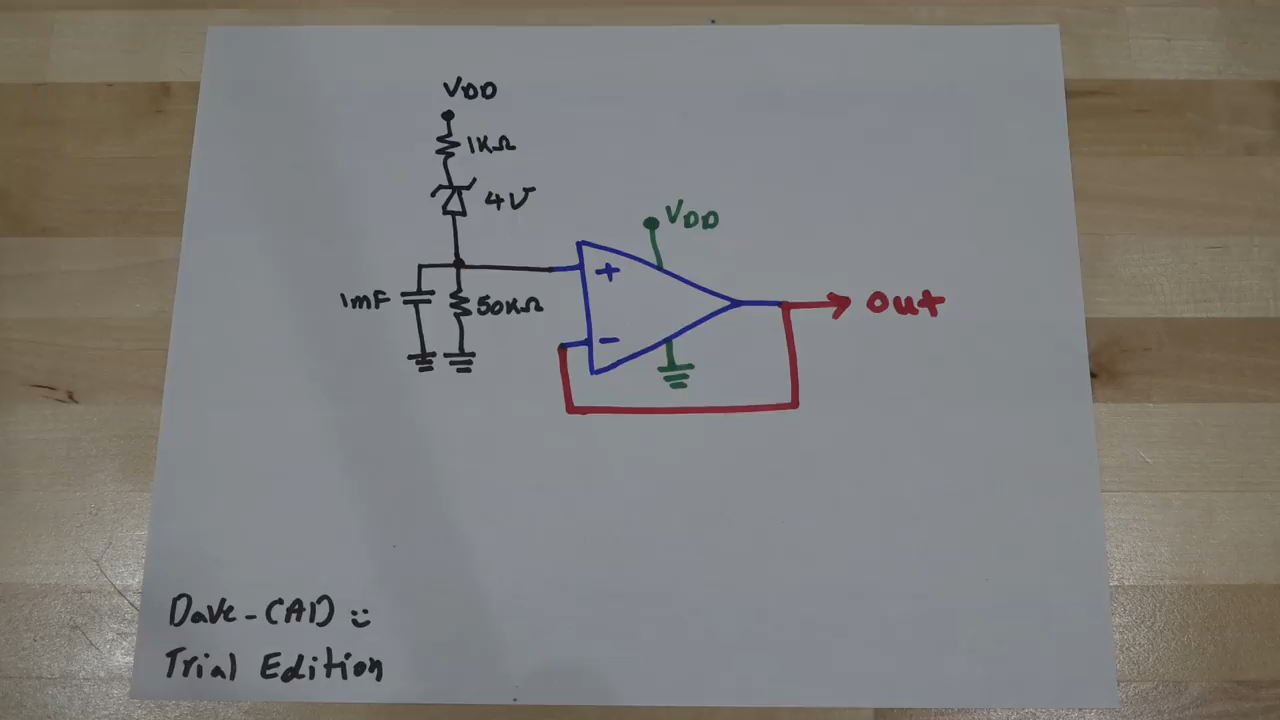 VDD
1KΩ
4V
VDD
+
1mF
50KΩ
out
-
Dave-CAD :)
Trial Edition